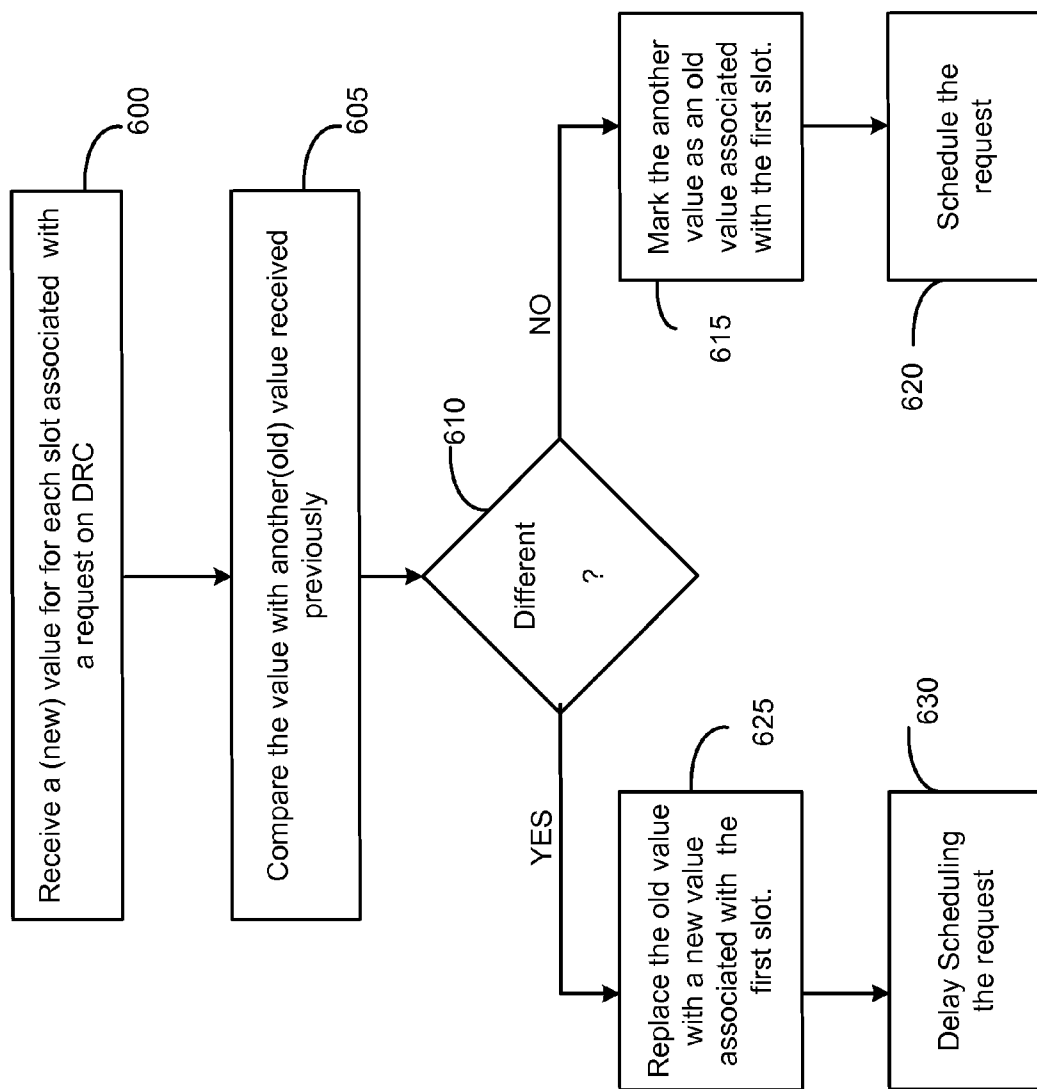 Receive a (new) value for for each slot associated with
a request on DRC
600
Compare the value with another(old) value received
previously
605
Different
?
610
NO
Mark the another
value as an old
value associated
with the first slot.
615
Schedule the
request
620
YES
Replace the old value
with a new value
associated with the
first slot.
625
Delay Scheduling
the request
630